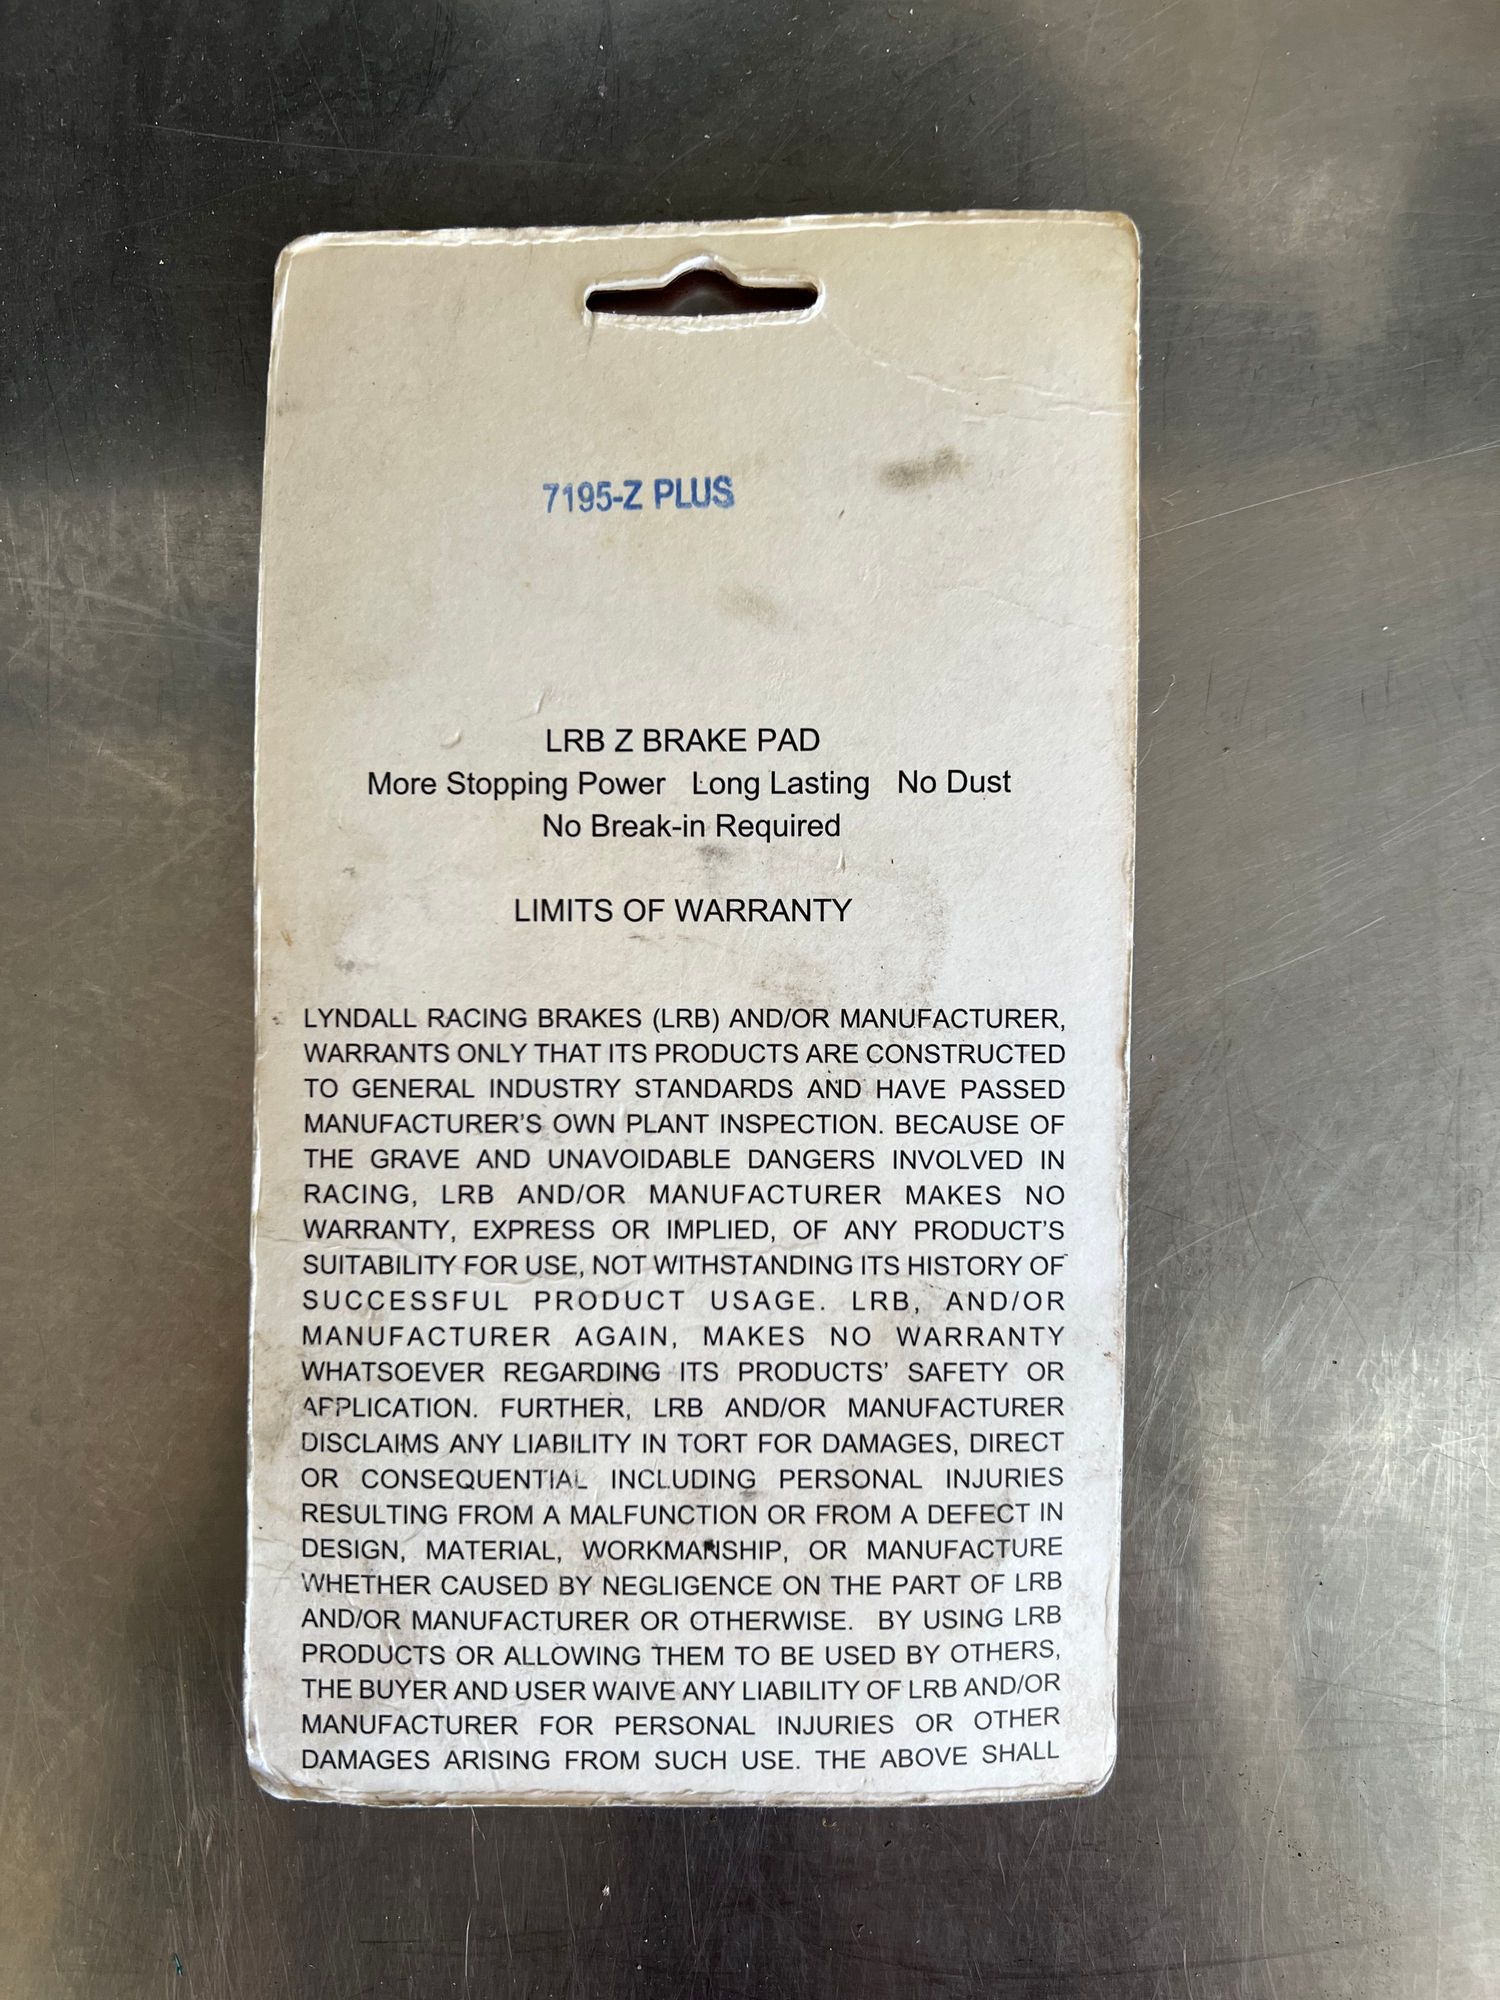 7195-Z PLUS
LRB Z BRAKE PAD
More Stopping Power Long Lasting No Dust
No Break-in Required
LIMITS OF WARRANTY
LYNDALL RACING BRAKES (LRB) AND/OR MANUFACTURER,
WARRANTS ONLY THAT ITS PRODUCTS ARE CONSTRUCTED
TO GENERAL INDUSTRY STANDARDS AND HAVE PASSED
MANUFACTURER'S OWN PLANT INSPECTION. BECAUSE OF
THE GRAVE AND UNAVOIDABLE DANGERS INVOLVED IN
RACING, LRB AND/OR MANUFACTURER MAKES NO
WARRANTY, EXPRESS OR IMPLIED, OF ANY PRODUCT'S
SUITABILITY FOR USE, NOT WITHSTANDING ITS HISTORY OF
SUCCESSFUL PRODUCT USAGE. LRB, AND/OR
MANUFACTURER AGAIN, MAKES NO WARRANTY
WHATSOEVER REGARDING ITS PRODUCTS' SAFETY OR
APPLICATION. FURTHER, LRB AND/OR MANUFACTURER
DISCLAIMS ANY LIABILITY IN TORT FOR DAMAGES, DIRECT
OR CONSEQUENTIAL INCLUDING PERSONAL INJURIES
RESULTING FROM A MALFUNCTION OR FROM A DEFECT IN
DESIGN, MATERIAL, WORKMANSHIP, OR MANUFACTURE
WHETHER CAUSED BY NEGLIGENCE ON THE PART OF LRB
AND/OR MANUFACTURER OR OTHERWISE. BY USING LRB
PRODUCTS OR ALLOWING THEM TO BE USED BY OTHERS,
THE BUYER AND USER WAIVE ANY LIABILITY OF LRB AND/OR
MANUFACTURER FOR PERSONAL INJURIES OR OTHER
DAMAGES ARISING FROM SUCH USE. THE ABOVE SHALL